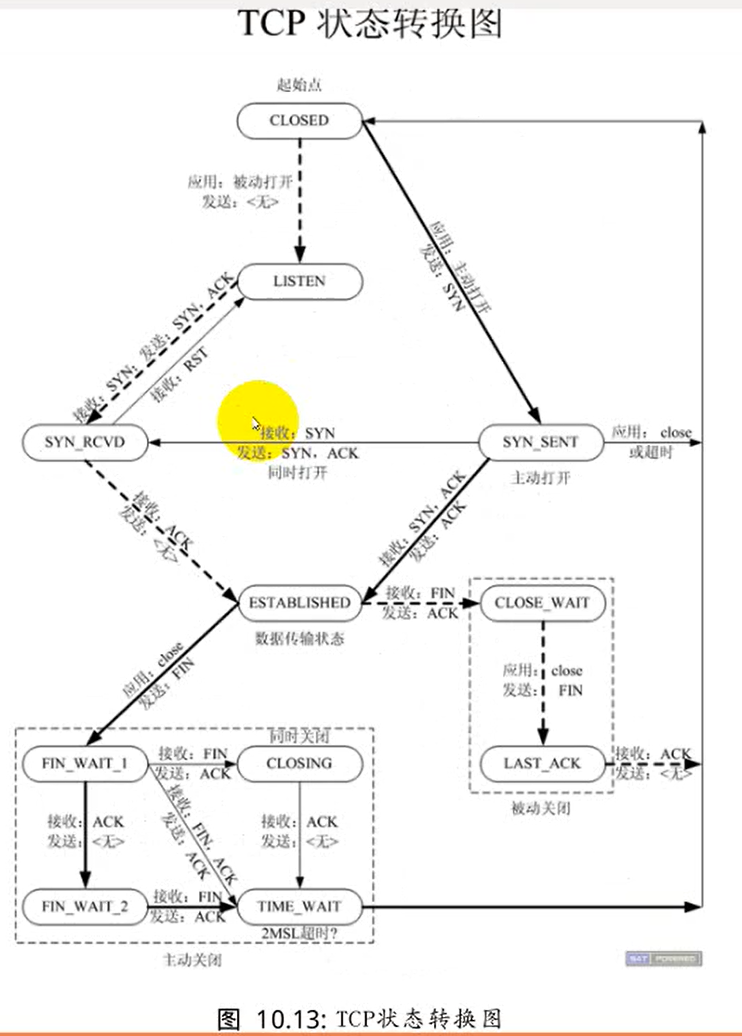 TCP 状态转换图
起始点
CLOSED
应用：被动打开
发送：<无>
应用：主动打开
发送：SYN
LISTEN
接收：SYN；发送：SYN，ACK
接收：RST
SYN_RCVD
接收：SYN
发送：SYN，ACK
同时打开
SYN_SENT
主动打开
应用： close
或超时
接收：ACK
发送：<无>
接收：SYN，ACK
发送：ACK
ESTABLISHED
数据传输状态
接收：FIN
发送：ACK
CLOSE_WAIT
应用： close
发送： FIN
LAST_ACK
接收：ACK
发送：<无>
被动关闭
应用：close
发送：FIN
同时关闭
FIN_WAIT_1
接收：FIN
发送：ACK
CLOSING
接收：ACK
发送：<无>
接收：FIN，ACK
发送：ACK
接收：ACK
发送：<无>
FIN_WAIT_2
接收：FIN
发送：ACK
TIME_WAIT
2MSL超时?
主动关闭
POWERED
图 10.13: TCP状态转换图